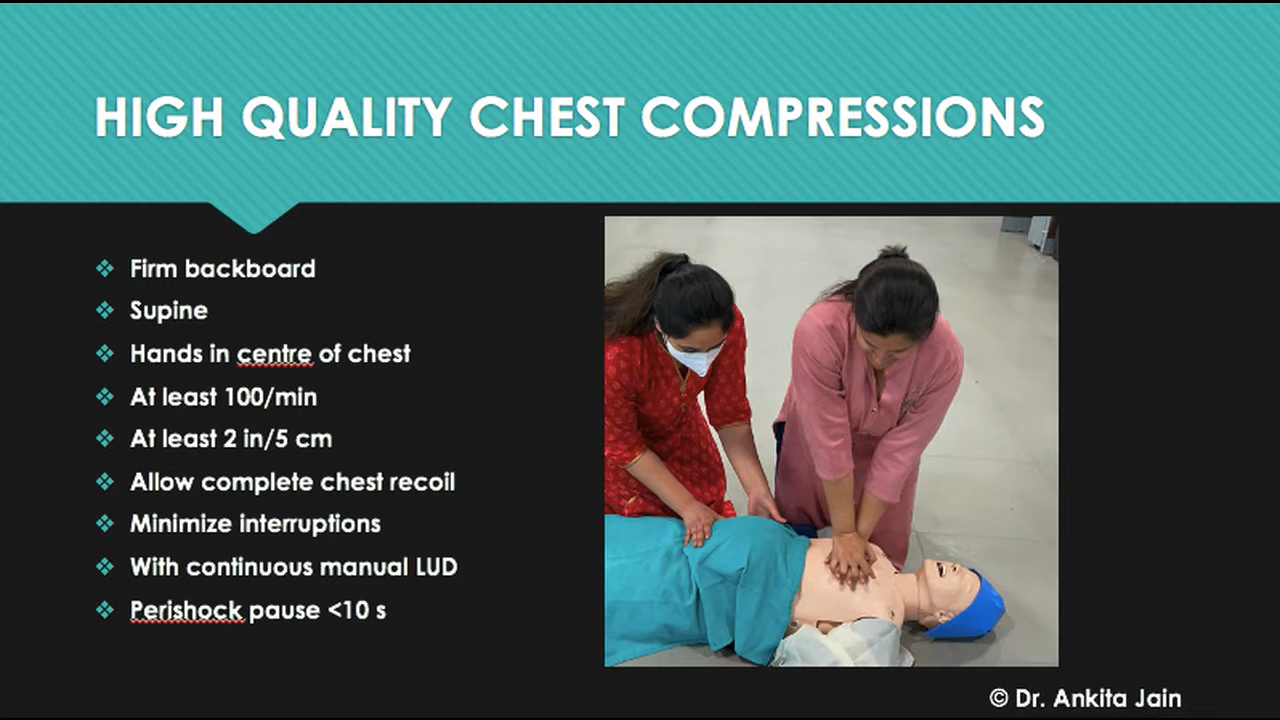 HIGH QUALITY CHEST COMPRESSIONS
Firm backboard
Supine
Hands in centre of chest
At least 100/min
At least 2 in/5 cm
Allow complete chest recoil
Minimize interruptions
With continuous manual LUD
Perishock pause <10 s
© Dr. Ankita Jain